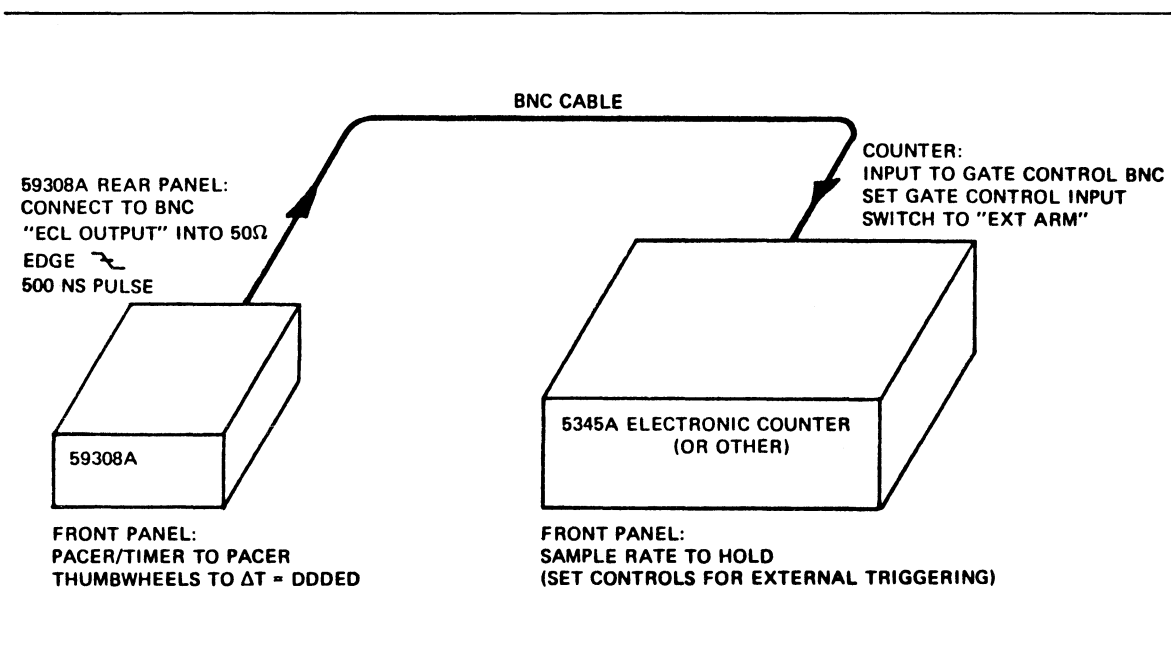 BNC CABLE
59308A REAR PANEL:
CONNECT TO BNC
"ECL OUTPUT" INTO 50Ω
EDGE
500 NS PULSE
COUNTER:
INPUT TO GATE CONTROL BNC
SET GATE CONTROL INPUT
SWITCH TO "EXT ARM"
59308A
5345A ELECTRONIC COUNTER
(OR OTHER)
FRONT PANEL:
PACER/TIMER TO PACER
THUMBWHEELS TO ΔT = DDDED
FRONT PANEL:
SAMPLE RATE TO HOLD
(SET CONTROLS FOR EXTERNAL TRIGGERING)